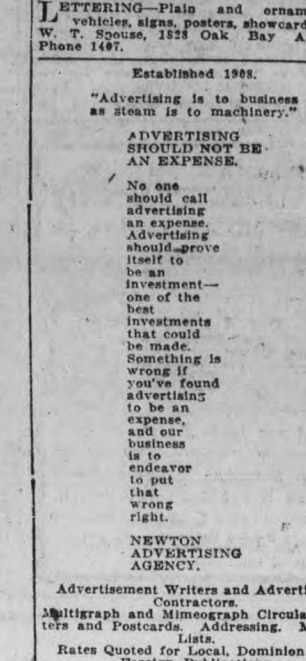 LETTERING—Plain and ornam
vehicles, signs, posters, showcard
W. T. Spouse, 1828 Oak Bay A
Phone 1407.
Established 1908.
"Advertising is to business
as steam is to machinery."
ADVERTISING
SHOULD NOT BE
AN EXPENSE.
No one
should call
advertising
an expense.
Advertising
should prove
itself to
be an
investment—
one of the
best
investments
that could
be made.
Something is
wrong if
you've found
advertising
to be an
expense,
and our
business
is to
endeavor
to put
that
wrong
right.
NEWTON
ADVERTISING
AGENCY.
Advertisement Writers and Adverti
Contractors.
Multigraph and Mimeograph Circula
ters and Postcards. Addressing. M
Lists.
Rates Quoted for Local, Dominion